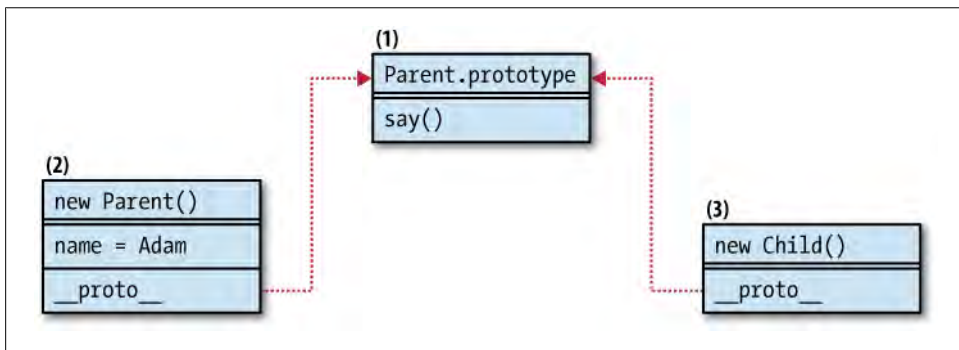 (1)
Parent.prototype
say()
(2)
new Parent()
name = Adam
__proto__
(3)
new Child()
__proto__